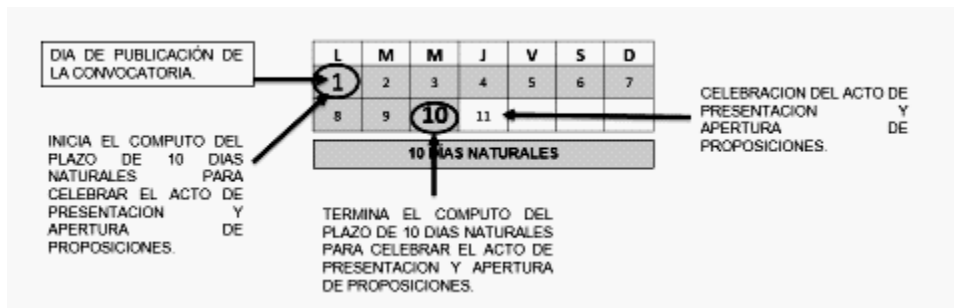 DIA DE PUBLICACIÓN DE
LA CONVOCATORIA.
L M M J V S D
1 2 3 4 5 6 7
8 9 10 11
10 DIAS NATURALES
CELEBRACION DEL ACTO DE
PRESENTACION Y
APERTURA DE
PROPOSICIONES.
INICIA EL COMPUTO DEL
PLAZO DE 10 DIAS
NATURALES PARA
CELEBRAR EL ACTO DE
PRESENTACION Y
APERTURA DE
PROPOSICIONES.
TERMINA EL COMPUTO DEL
PLAZO DE 10 DIAS NATURALES
PARA CELEBRAR EL ACTO DE
PRESENTACION Y APERTURA
DE PROPOSICIONES.